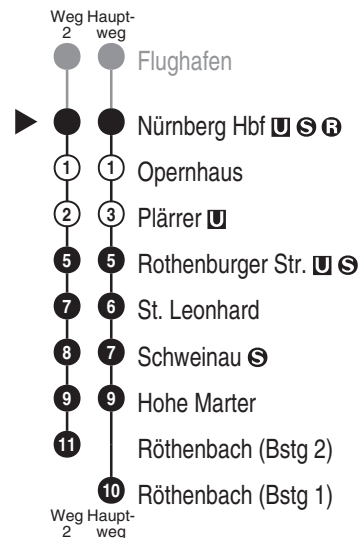 Weg Haupt-
2 weg
Flughafen
Nürnberg Hbf U S R
1 1 Opernhaus
2 3 Plärrer U
5 5 Rothenburger Str. U S
7 6 St. Leonhard
8 7 Schweinau S
9 9 Hohe Marter
11 Röthenbach (Bstg 2)
10 Röthenbach (Bstg 1)
Weg Haupt-
2 weg